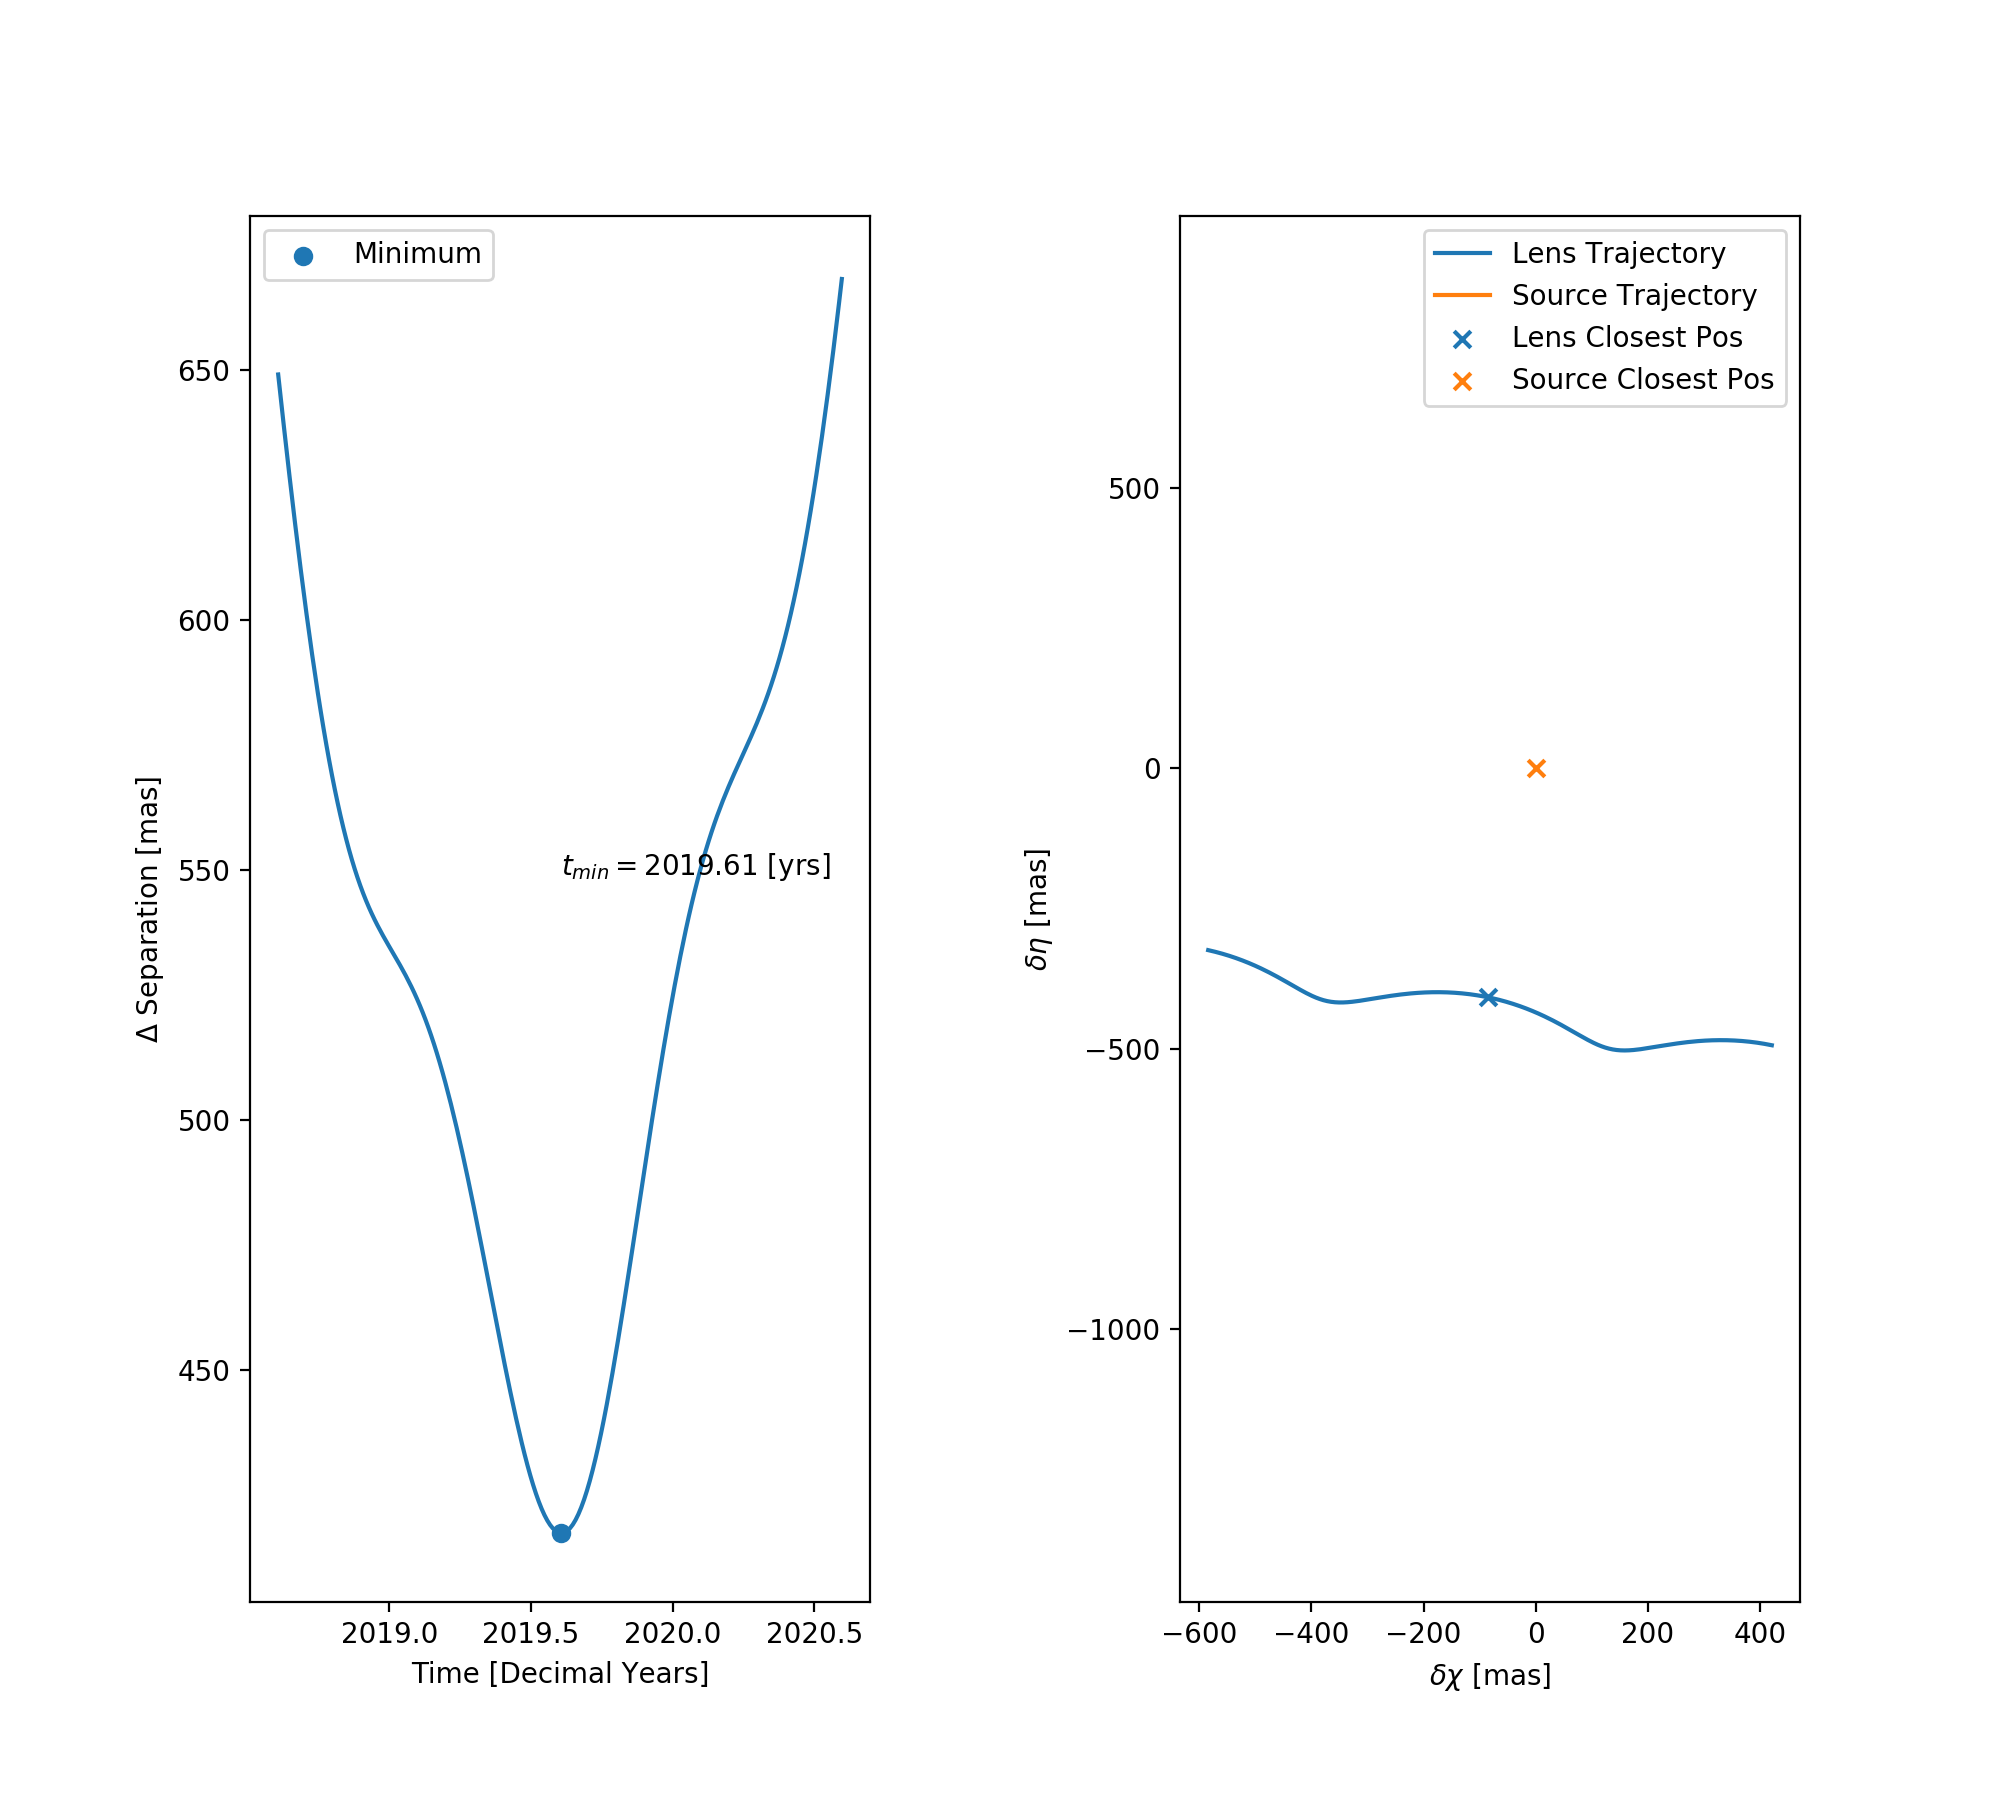 Minimum
650
600
550
500
450
Δ Separation [mas]
t_min = 2019.61 [yrs]
2019.0 2019.5 2020.0 2020.5
Time [Decimal Years]
Lens Trajectory
Source Trajectory
Lens Closest Pos
Source Closest Pos
500
0
−500
−1000
δη [mas]
−600 −400 −200 0 200 400
δχ [mas]